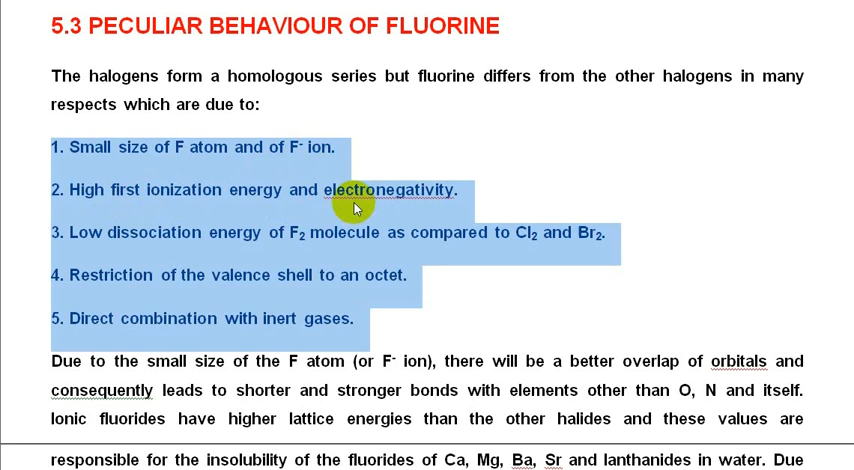 5.3 PECULIAR BEHAVIOUR OF FLUORINE
The halogens form a homologous series but fluorine differs from the other halogens in many
respects which are due to:
1. Small size of F atom and of F⁻ ion.
2. High first ionization energy and electronegativity.
3. Low dissociation energy of F₂ molecule as compared to Cl₂ and Br₂.
4. Restriction of the valence shell to an octet.
5. Direct combination with inert gases.
Due to the small size of the F atom (or F⁻ ion), there will be a better overlap of orbitals and
consequently leads to shorter and stronger bonds with elements other than O, N and itself.
Ionic fluorides have higher lattice energies than the other halides and these values are
responsible for the insolubility of the fluorides of Ca, Mg, Ba, Sr and lanthanides in water. Due